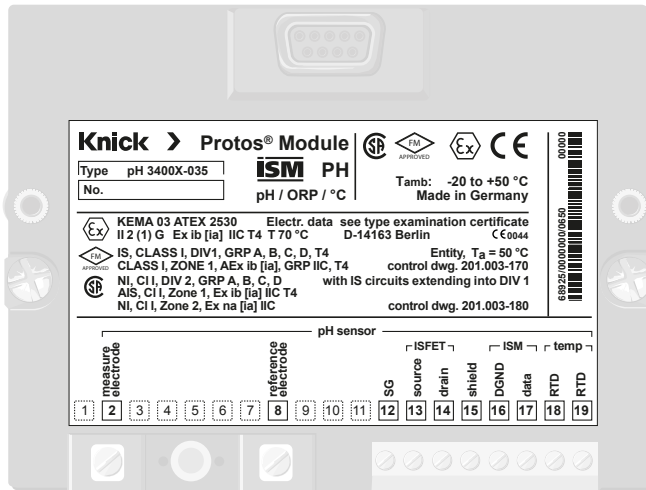 Knick > Protos® Module
Type pH 3400X-035
No.
ISM PH
pH / ORP / °C
FM
APPROVED
Ex CE
Tamb: -20 to +50 °C
Made in Germany
00000
68925/0000000/0650
Ex
KEMA 03 ATEX 2530 Electr. data see type examination certificate
II 2 (1) G Ex ib [ia] IIC T4 T 70 °C D-14163 Berlin CE 0044
FM
APPROVED
IS, CLASS I, DIV1, GRP A, B, C, D, T4 Entity, Ta = 50 °C
CLASS I, ZONE 1, AEx ib [ia], GRP IIC, T4 control dwg. 201.003-170
NI, Cl I, DIV 2, GRP A, B, C, D with IS circuits extending into DIV 1
AIS, Cl I, Zone 1, Ex ib [ia] IIC T4
NI, Cl I, Zone 2, Ex na [ia] IIC control dwg. 201.003-180
pH sensor
ISFET ISM temp
measure
electrode
reference
electrode
SG
source
drain
shield
DGND
data
RTD
RTD
1 2 3 4 5 6 7 8 9 10 11 12 13 14 15 16 17 18 19